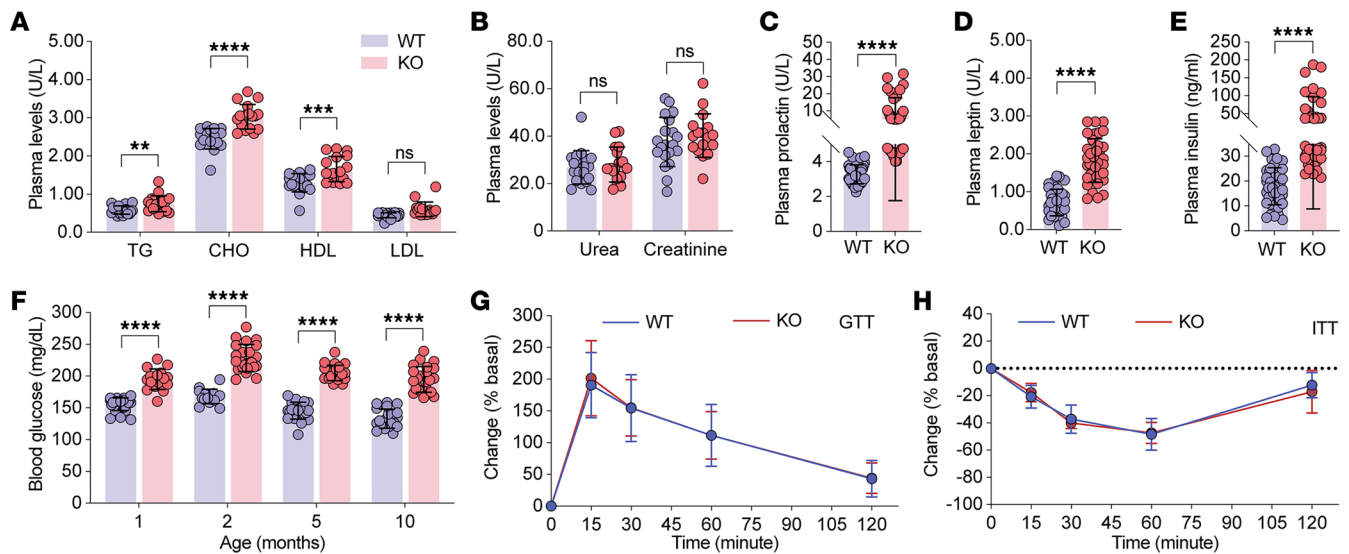 A
Plasma levels (U/L)
5.00
4.00
3.00
2.00
1.00
0.0
WT
KO
**
****
***
ns
TG
CHO
HDL
LDL
B
Plasma levels (U/L)
80.0
60.0
40.0
20.0
0.0
ns
ns
Urea
Creatinine
C
Plasma prolactin (U/L)
50
40
30
20
10
4
2
0
****
WT
KO
D
Plasma leptin (U/L)
5.00
4.00
3.00
2.00
1.00
0.0
****
WT
KO
E
Plasma insulin (ng/ml)
250
200
150
100
50
30
20
10
0
****
WT
KO
F
Blood glucose (mg/dL)
300
250
200
150
100
50
0
****
****
****
****
1
2
5
10
Age (months)
G
Change (% basal)
300
250
200
150
100
50
0
WT
KO
GTT
0
15
30
45
60
75
90
105
120
Time (minute)
H
Change (% basal)
40
20
0
-20
-40
-60
-80
-100
WT
KO
ITT
0
15
30
45
60
75
90
105
120
Time (minute)